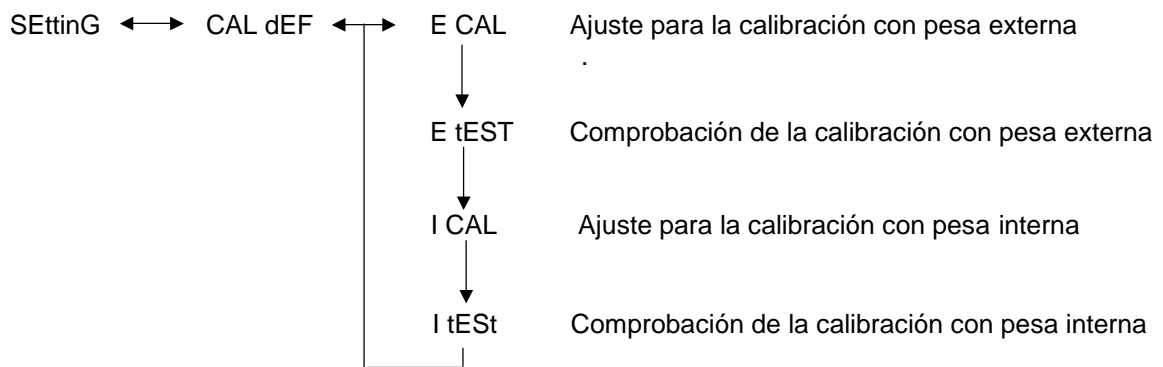 SEttinG CAL dEF E CAL Ajuste para la calibración con pesa externa
.
E tEST Comprobación de la calibración con pesa externa
I CAL Ajuste para la calibración con pesa interna
I tESt Comprobación de la calibración con pesa interna